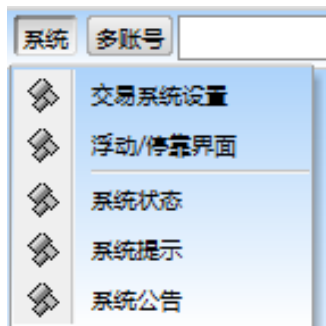 系统 多账号
交易系统设置
浮动/停靠界面
系统状态
系统提示
系统公告